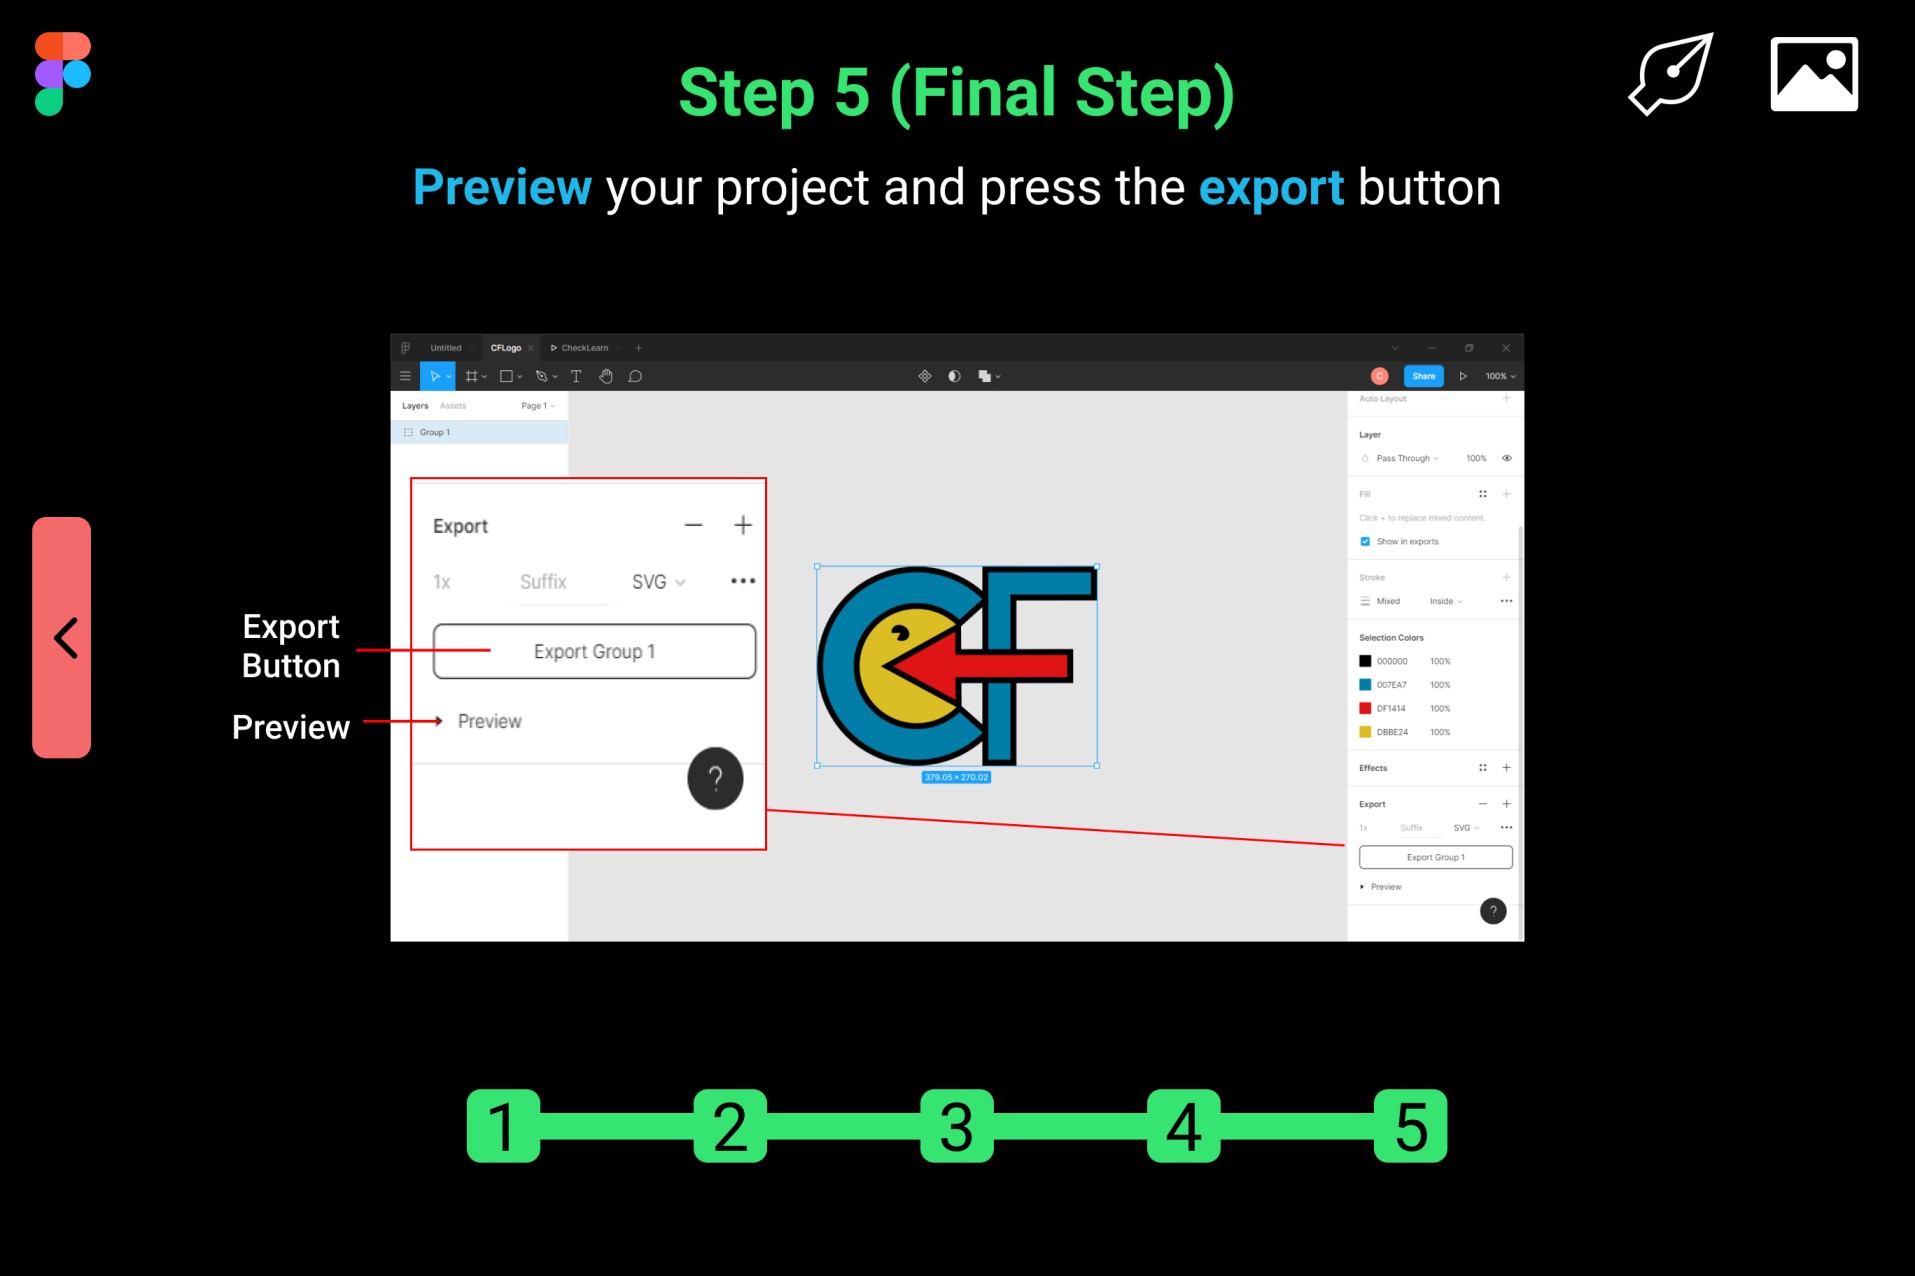 Step 5 (Final Step)
Preview your project and press the export button
Untitled
CFLogo
CheckLearn
Share
100%
C
Layers
Assets
Page 1
Group 1
Export
1x
Suffix
SVG
Export Group 1
Preview
?
Export
Button
Preview
CF
379.05 × 270.02
Auto Layout
Layer
Pass Through
100%
Fill
Click + to replace mixed content.
Show in exports
Stroke
Mixed
Inside
Selection Colors
000000
100%
007EA7
100%
DF1414
100%
DBBE24
100%
Effects
Export
1x
Suffix
SVG
Export Group 1
Preview
?
1
2
3
4
5